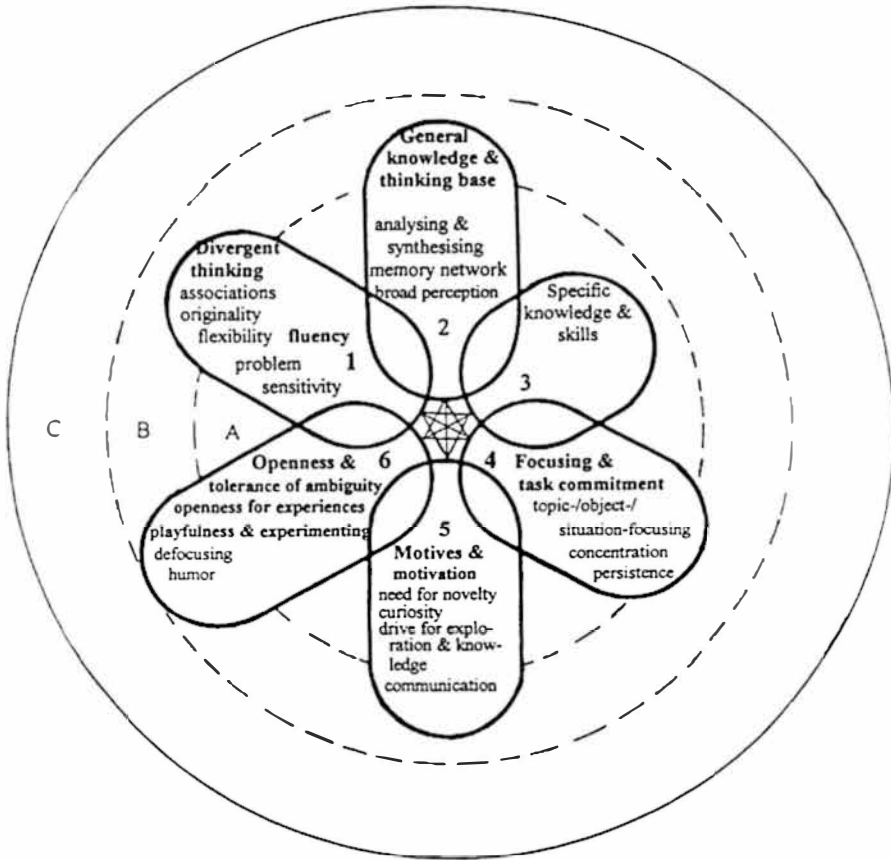 General
knowledge &
thinking base
analysing &
synthesising
memory network
broad perception
2
Divergent
thinking
associations
originality
flexibility fluency
problem 1
sensitivity
Specific
knowledge &
skills
3
C B A
Openness & 6
tolerance of ambiguity
openness for experiences
playfulness & experimenting
defocusing
humor
4 Focusing &
task commitment
topic-/object-/
situation-focusing
concentration
persistence
5
Motives &
motivation
need for novelty
curiosity
drive for explo-
ration & know-
ledge
communication